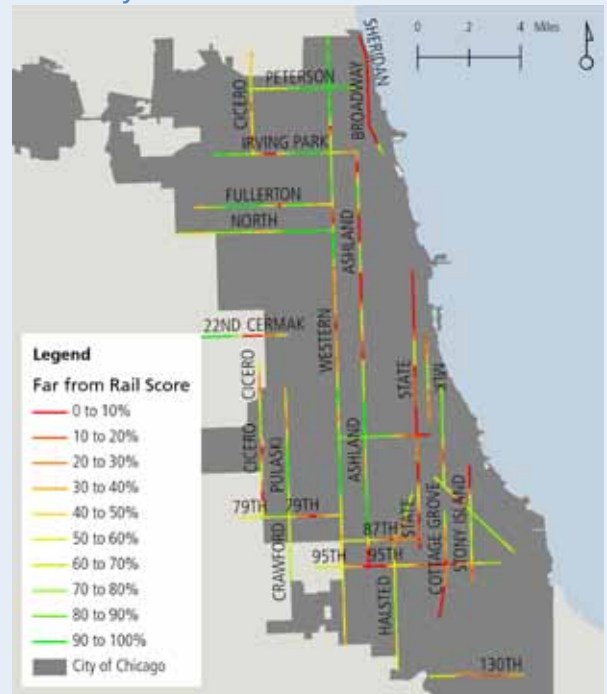 SHERIDAN
0 2 4 Miles
PETERSON
CICERO
BROADWAY
IRVING PARK
FULLERTON
NORTH
ASHLAND
22ND CERMAK
WESTERN
CICERO
STATE
MLK
CICERO
PULASKI
ASHLAND
79TH 79TH
87TH
STATE
COTTAGE GROVE
STONY ISLAND
95TH 95TH
CRAWFORD
HALSTED
130TH
Legend
Far from Rail Score
0 to 10%
10 to 20%
20 to 30%
30 to 40%
40 to 50%
50 to 60%
60 to 70%
70 to 80%
80 to 90%
90 to 100%
City of Chicago